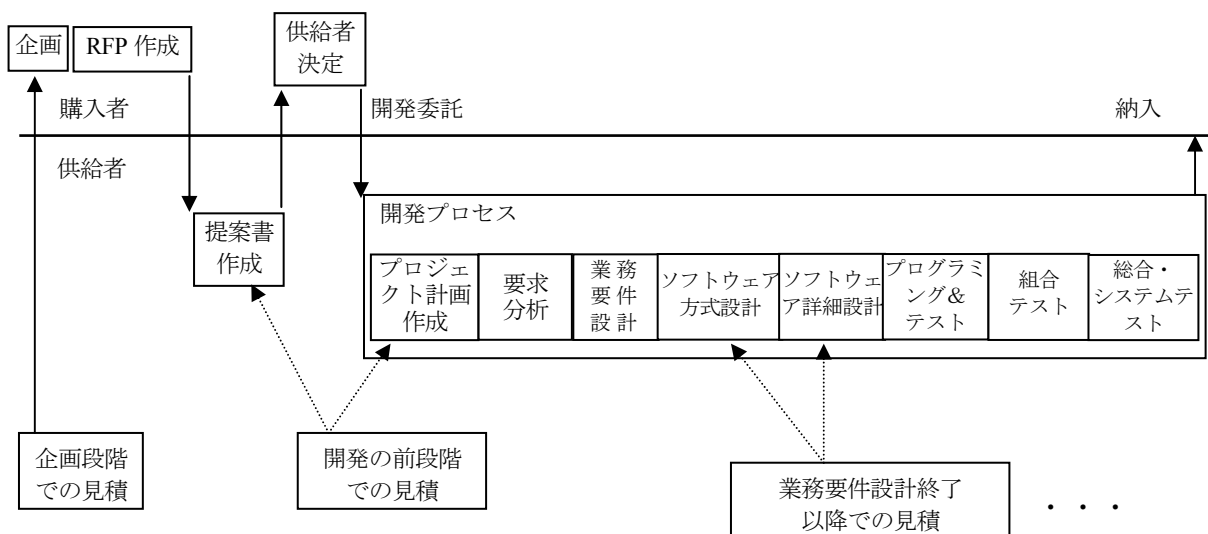 企画
RFP 作成
供給者
決定
購入者
開発委託
納入
供給者
提案書
作成
開発プロセス
プロジェ
クト計画
作成
要求
分析
業 務
要 件
設 計
ソフトウェア
方式設計
ソフトウェ
ア詳細設計
プログラミ
ング&
テスト
組合
テスト
総合・
システムテ
スト
企画段階
での見積
開発の前段階
での見積
業務要件設計終了
以降での見積
・ ・ ・